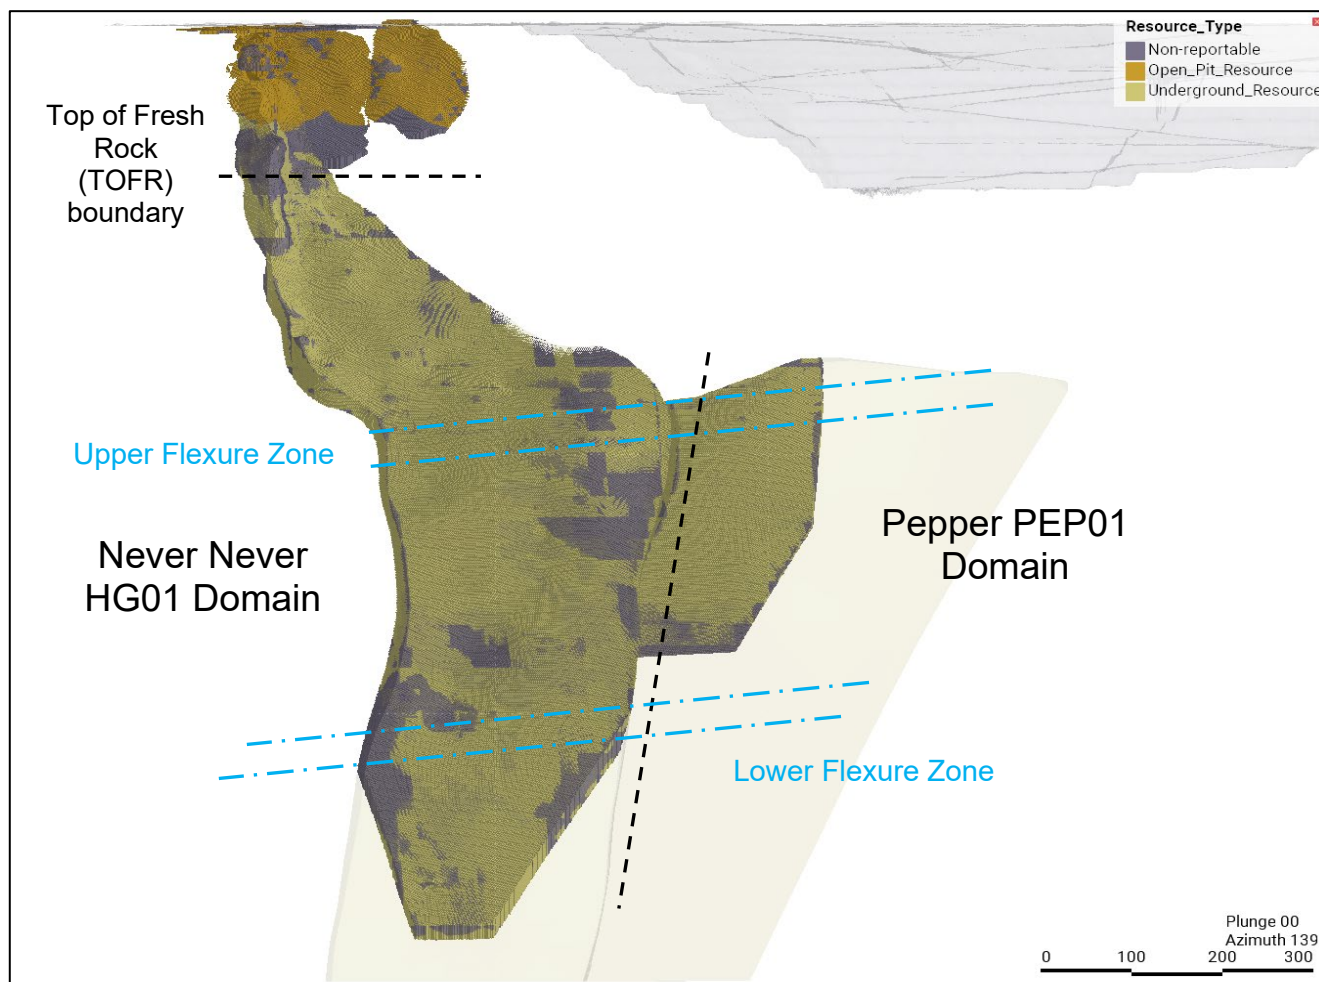 Resource_Type
Non-reportable
Open_Pit_Resource
Underground_Resource
Top of Fresh
Rock
(TOFR)
boundary
Upper Flexure Zone
Never Never
HG01 Domain
Pepper PEP01
Domain
Lower Flexure Zone
Plunge 00
Azimuth 139
0 100 200 300